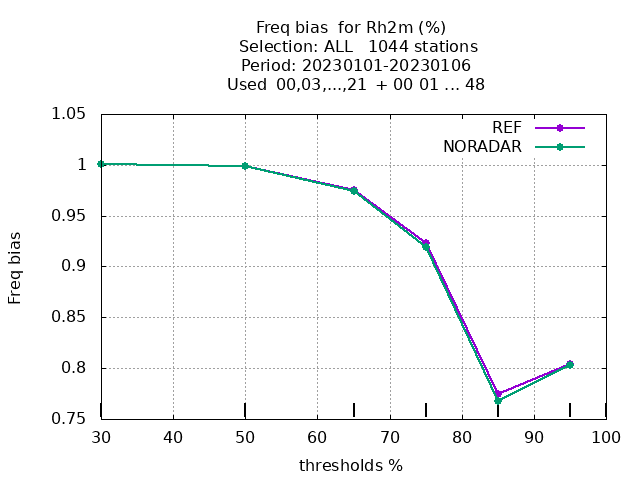 Freq bias  for Rh2m (%)
Selection: ALL   1044 stations
Period: 20230101-20230106
Used  00,03,...,21  + 00 01 ... 48
REF
NORADAR
1.05
1
0.95
0.9
0.85
0.8
0.75
Freq bias
30 40 50 60 70 80 90 100
thresholds %